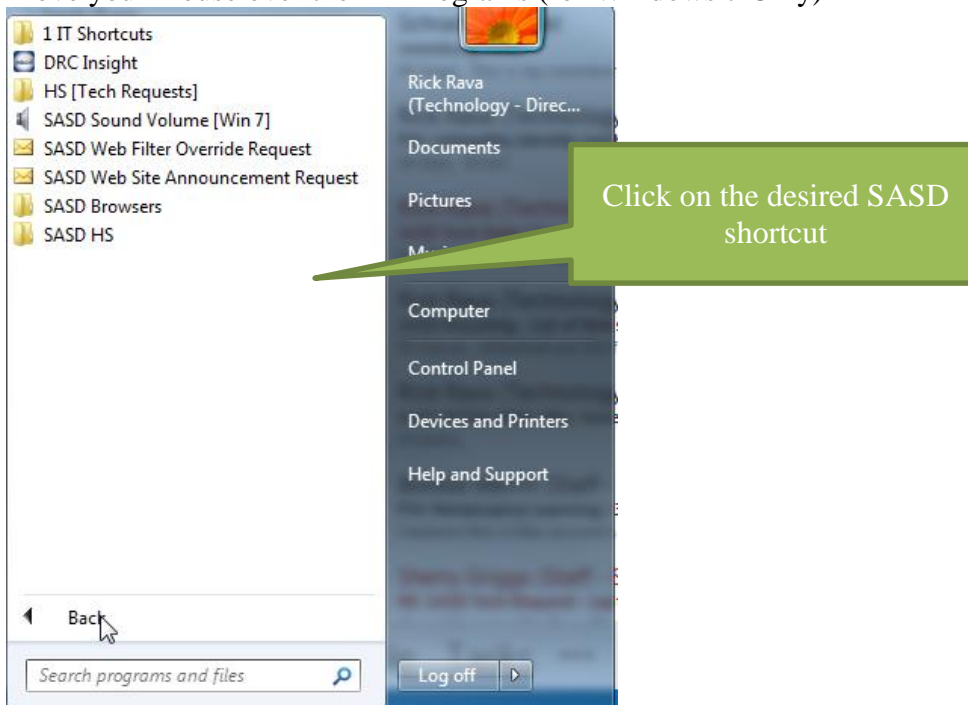 1 IT Shortcuts
DRC Insight
HS [Tech Requests]
SASD Sound Volume [Win 7]
SASD Web Filter Override Request
SASD Web Site Announcement Request
SASD Browsers
SASD HS
Back
Search programs and files
Rick Rava
(Technology - Direc...
Documents
Pictures
Computer
Control Panel
Devices and Printers
Help and Support
Log off
Click on the desired SASD
shortcut